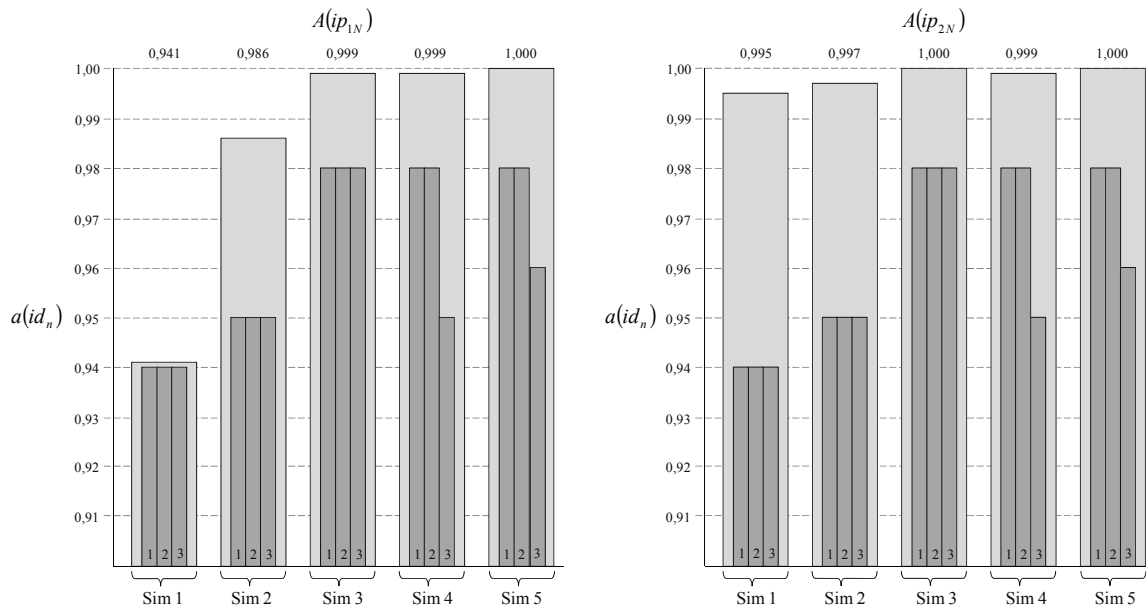 A(ip1N)
0,941 0,986 0,999 0,999 1,000
1,00
0,99
0,98
0,97
0,96
0,95
0,94
0,93
0,92
0,91
a(idn)
1 2 3 1 2 3 1 2 3 1 2 3 1 2 3
Sim 1 Sim 2 Sim 3 Sim 4 Sim 5
A(ip2N)
0,995 0,997 1,000 0,999 1,000
1,00
0,99
0,98
0,97
0,96
0,95
0,94
0,93
0,92
0,91
a(idn)
1 2 3 1 2 3 1 2 3 1 2 3 1 2 3
Sim 1 Sim 2 Sim 3 Sim 4 Sim 5